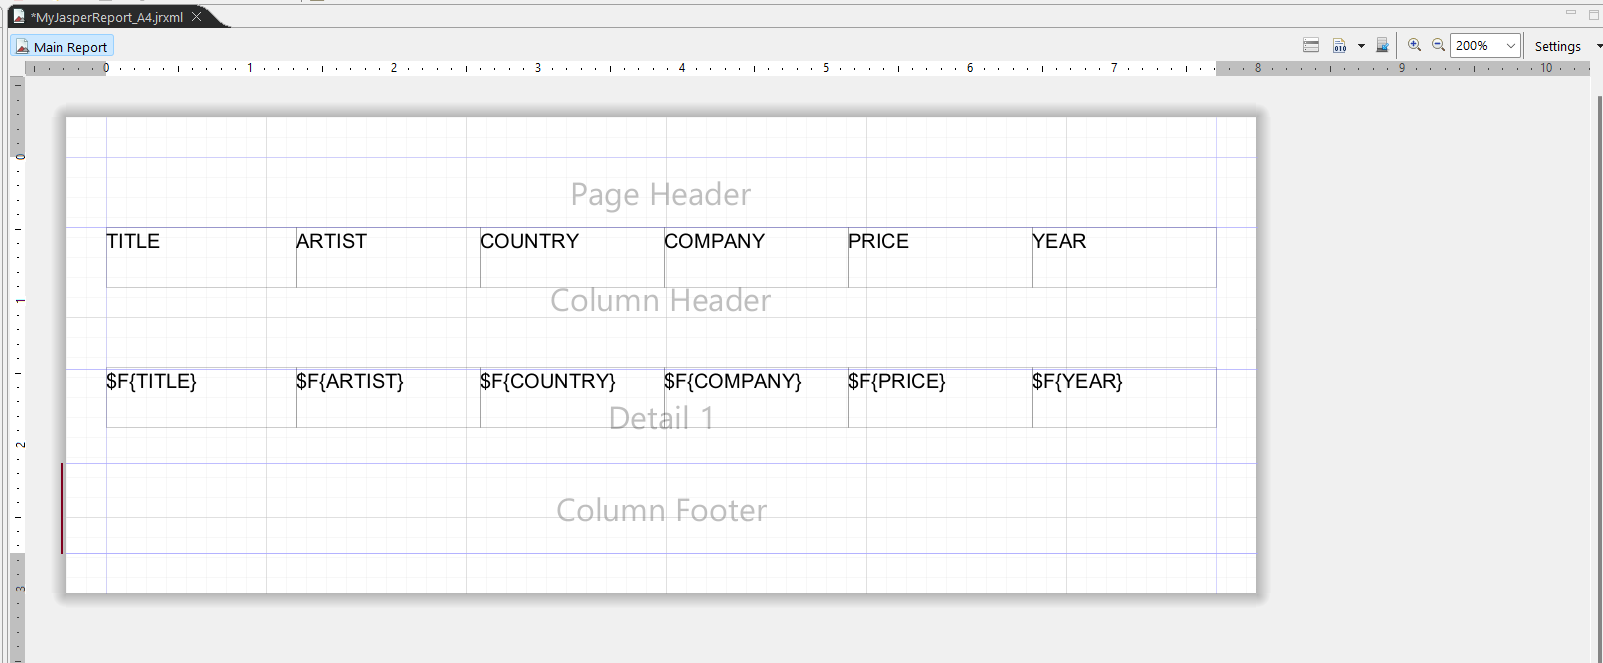 *MyJasperReport_A4.jrxml
Main Report
010
200%
Settings
0 1 2 3 4 5 6 7 8 9 10
0
Page Header
TITLE ARTIST COUNTRY COMPANY PRICE YEAR
Column Header
1
$F{TITLE} $F{ARTIST} $F{COUNTRY} $F{COMPANY} $F{PRICE} $F{YEAR}
Detail 1
2
Column Footer
3